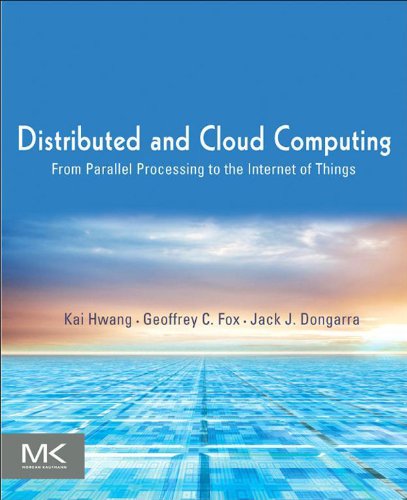 Distributed and Cloud Computing
From Parallel Processing to the Internet of Things
Kai Hwang • Geoffrey C. Fox • Jack J. Dongarra
MK
MORGAN KAUFMANN